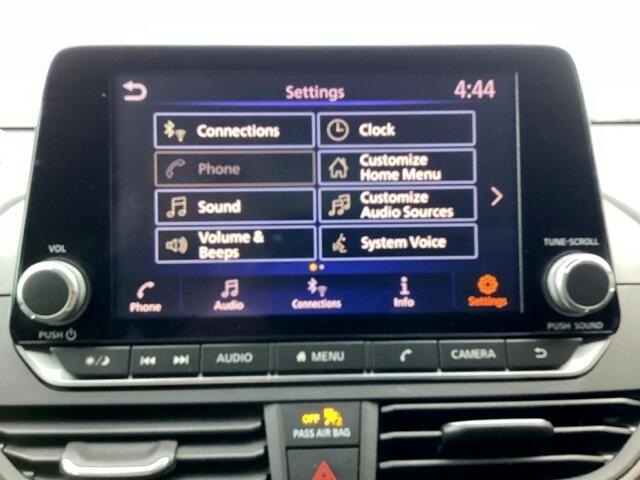 Settings 4:44
Connections Clock
Phone Customize
Home Menu
Sound Customize
Audio Sources
Volume &
Beeps System Voice
Phone Audio Connections Info Settings
VOL TUNE•SCROLL
PUSH PUSH SOUND
AUDIO MENU CAMERA
OFF
PASS AIR BAG